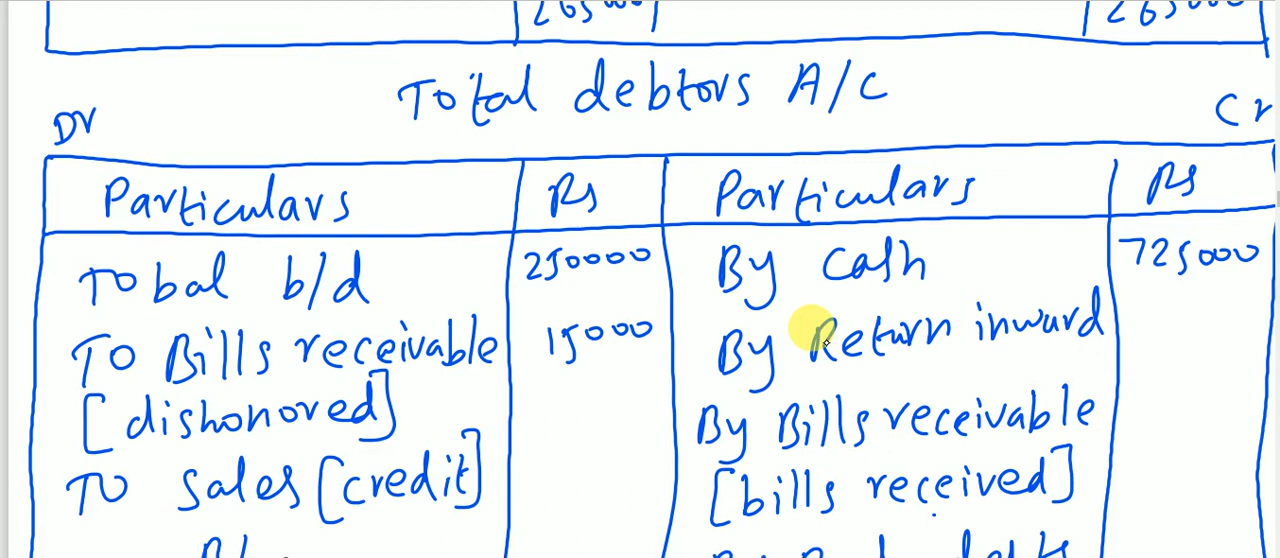 Total debtors A/C
Dr Cr
Particulars Rs Particulars Rs
To bal b/d 250000 By Cash 725000
To Bills receivable 15000 By Return inward
[dishonored] By Bills receivable
To Sales [credit] [bills received]